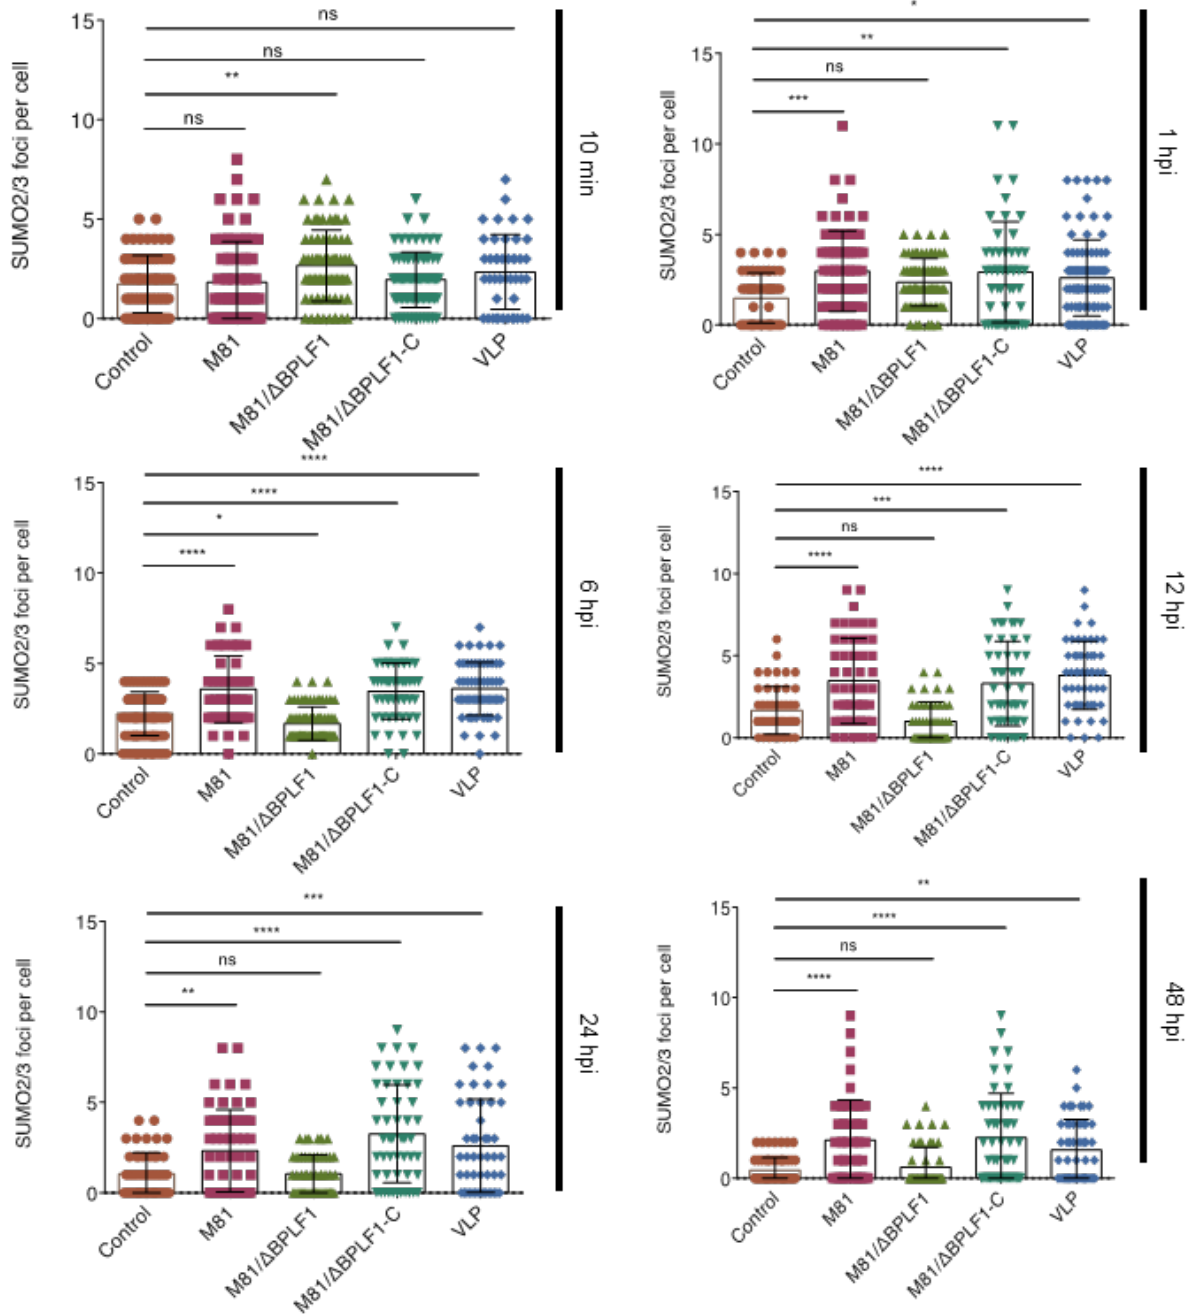 ns
ns
**
ns
15
10
5
0
SUMO2/3 foci per cell
Control
M81
M81/ΔBPLF1
M81/ΔBPLF1-C
VLP
10 min
*
**
ns
***
15
10
5
0
SUMO2/3 foci per cell
Control
M81
M81/ΔBPLF1
M81/ΔBPLF1-C
VLP
1 hpi
****
****
*
****
15
10
5
0
SUMO2/3 foci per cell
Control
M81
M81/ΔBPLF1
M81/ΔBPLF1-C
VLP
6 hpi
****
***
ns
****
15
10
5
0
SUMO2/3 foci per cell
Control
M81
M81/ΔBPLF1
M81/ΔBPLF1-C
VLP
12 hpi
***
****
ns
**
15
10
5
0
SUMO2/3 foci per cell
Control
M81
M81/ΔBPLF1
M81/ΔBPLF1-C
VLP
24 hpi
**
****
ns
****
15
10
5
0
SUMO2/3 foci per cell
Control
M81
M81/ΔBPLF1
M81/ΔBPLF1-C
VLP
48 hpi